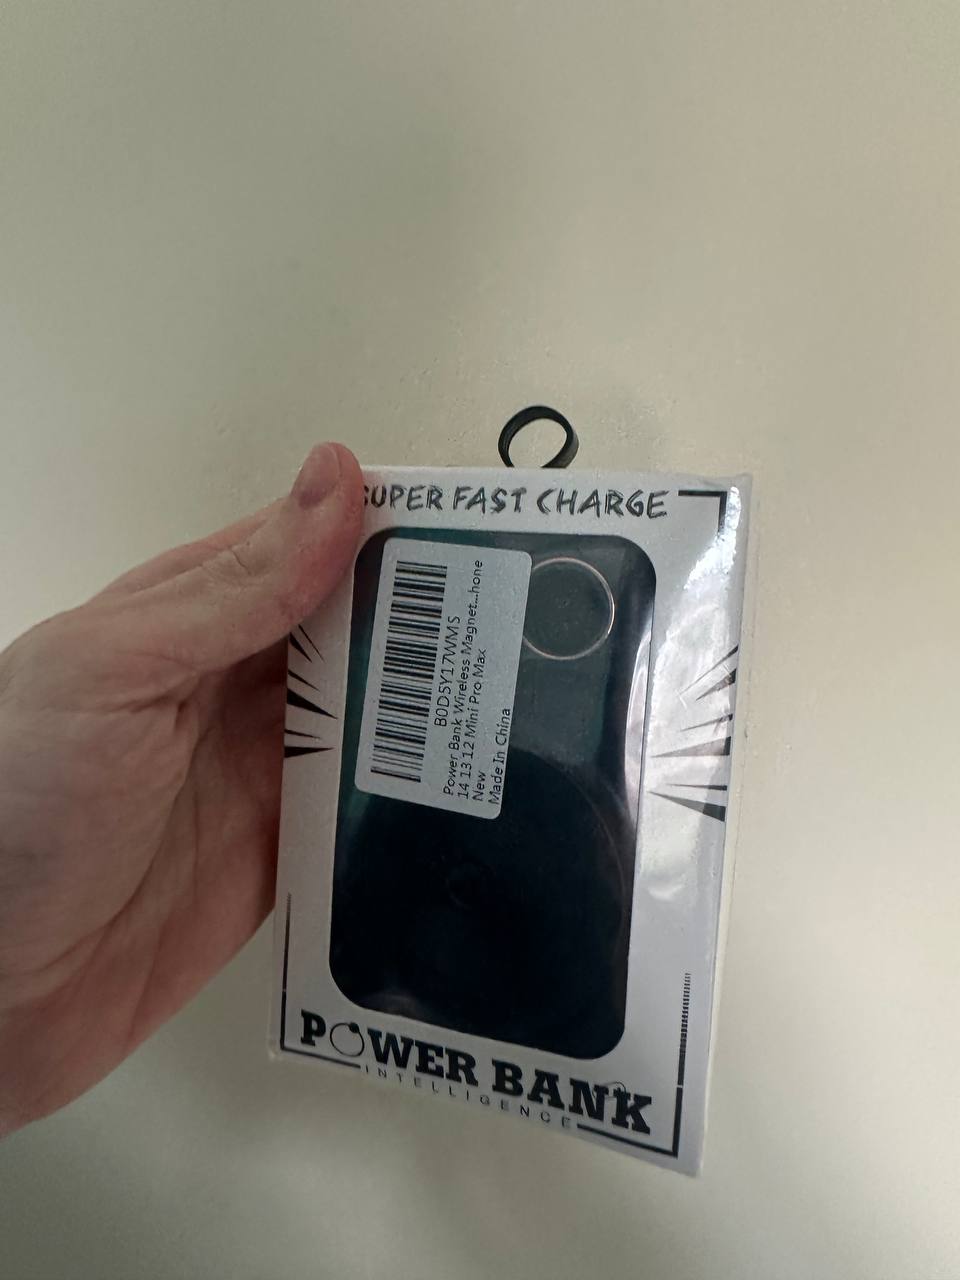 SUPER FAST CHARGE
B0D5Y17WMS
Power Bank Wireless Magnet...hone
14 13 12 Mini Pro Max
New
Made In China
POWER BANK
INTELLIGENCE